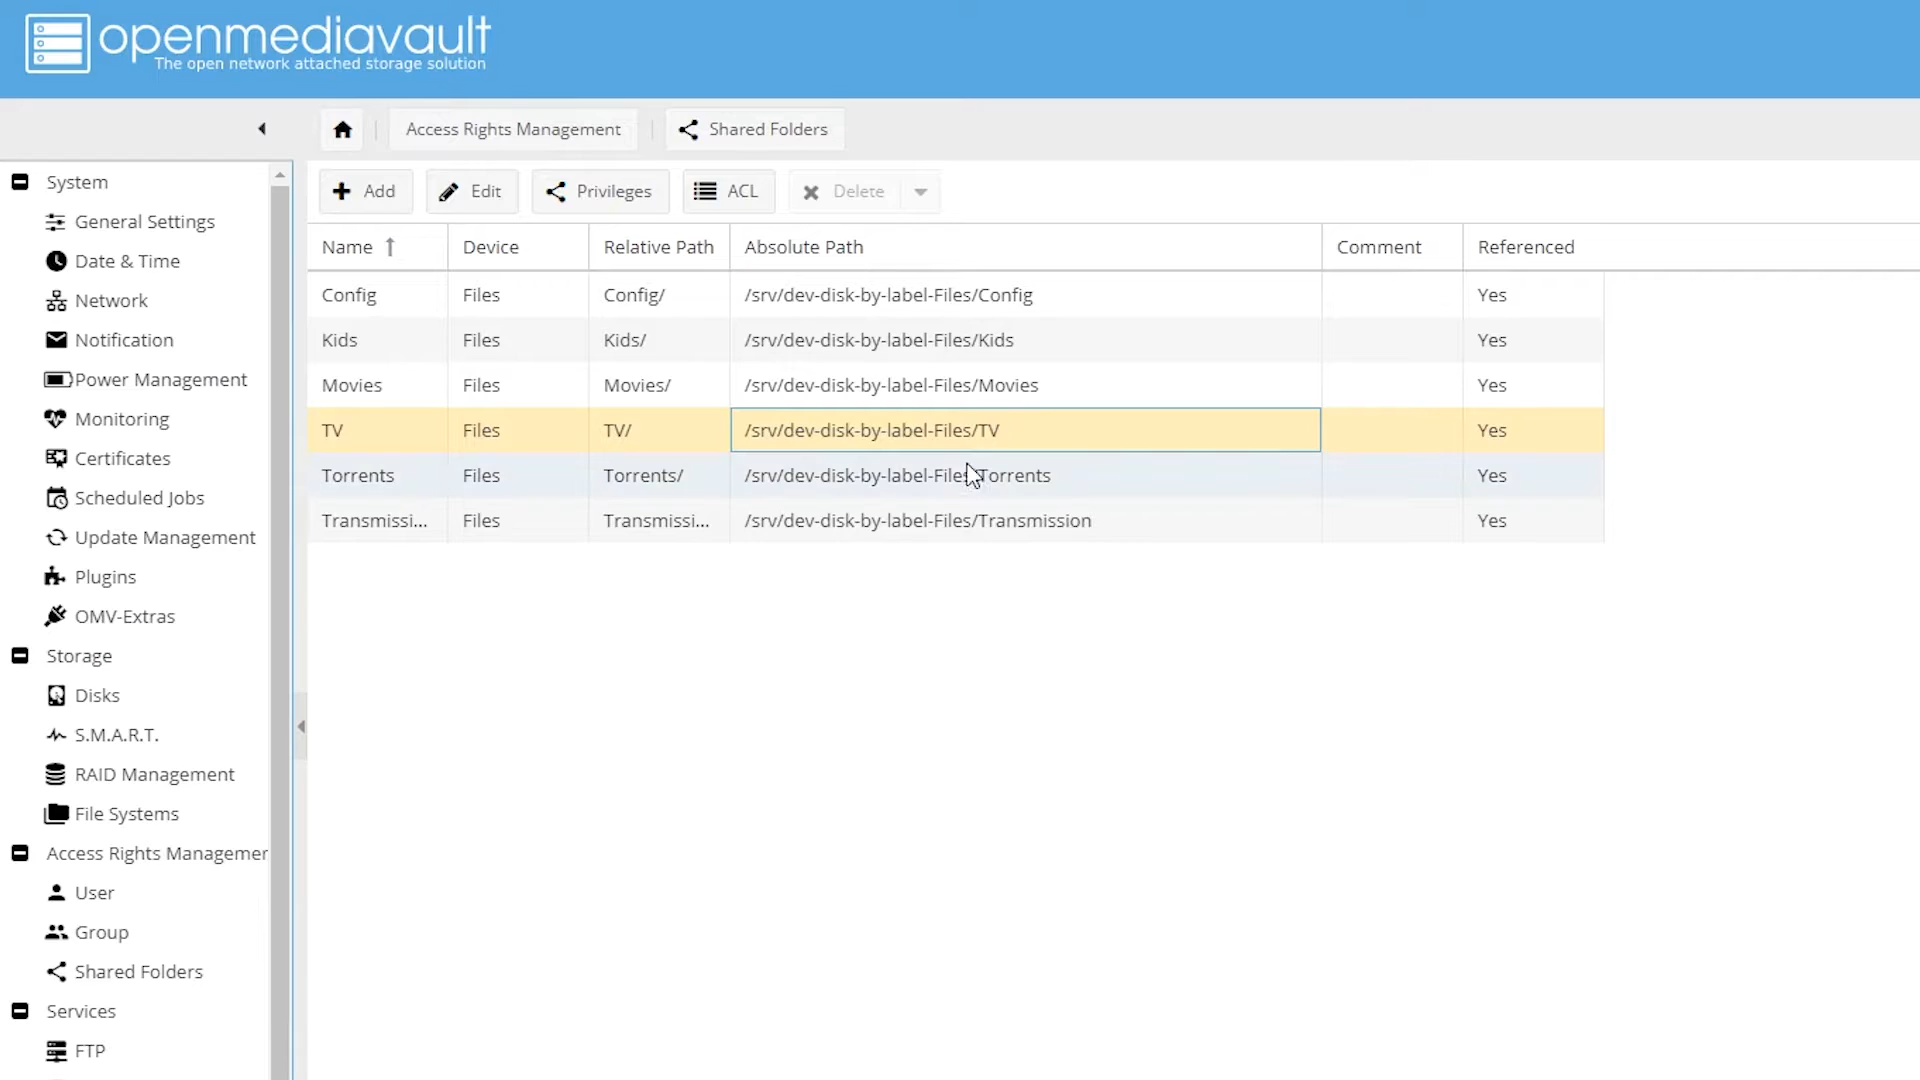 openmediavault
The open network attached storage solution
Access Rights Management
Shared Folders
Add
Edit
Privileges
ACL
Delete
Name
Device
Relative Path
Absolute Path
Comment
Referenced
Config
Files
Config/
/srv/dev-disk-by-label-Files/Config
Yes
Kids
Files
Kids/
/srv/dev-disk-by-label-Files/Kids
Yes
Movies
Files
Movies/
/srv/dev-disk-by-label-Files/Movies
Yes
TV
Files
TV/
/srv/dev-disk-by-label-Files/TV
Yes
Torrents
Files
Torrents/
/srv/dev-disk-by-label-Files/Torrents
Yes
Transmissi...
Files
Transmissi...
/srv/dev-disk-by-label-Files/Transmission
Yes
System
General Settings
Date & Time
Network
Notification
Power Management
Monitoring
Certificates
Scheduled Jobs
Update Management
Plugins
OMV-Extras
Storage
Disks
S.M.A.R.T.
RAID Management
File Systems
Access Rights Managemer
User
Group
Shared Folders
Services
FTP